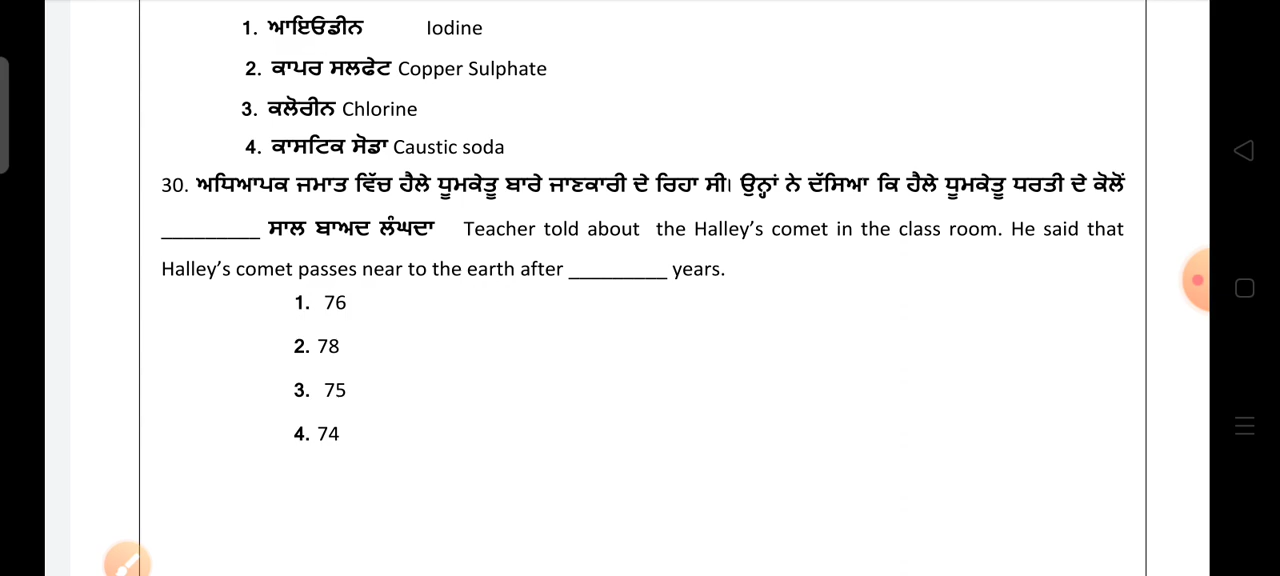 1. ਆਇਓਡੀਨ Iodine
2. ਕਾਪਰ ਸਲਫੇਟ Copper Sulphate
3. ਕਲੋਰੀਨ Chlorine
4. ਕਾਸਟਿਕ ਸੋਡਾ Caustic soda
30. ਅਧਿਆਪਕ ਜਮਾਤ ਵਿੱਚ ਹੈਲੇ ਧੂਮਕੇਤੂ ਬਾਰੇ ਜਾਣਕਾਰੀ ਦੇ ਰਿਹਾ ਸੀ। ਉਨ੍ਹਾਂ ਨੇ ਦੱਸਿਆ ਕਿ ਹੈਲੇ ਧੂਮਕੇਤੂ ਧਰਤੀ ਦੇ ਕੋਲੋਂ
_________ ਸਾਲ ਬਾਅਦ ਲੰਘਦਾ Teacher told about the Halley’s comet in the class room. He said that
Halley’s comet passes near to the earth after _________ years.
1. 76
2. 78
3. 75
4. 74